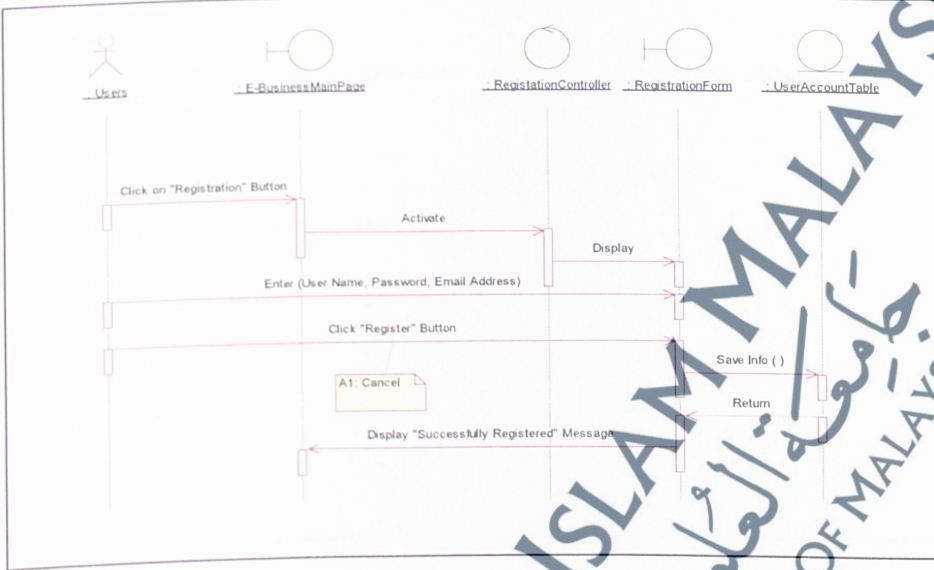 : Users
: E-BusinessMainPage
: RegistationController
: RegistrationForm
: UserAccountTable
Click on "Registration" Button
Activate
Display
Enter (User Name, Password, Email Address)
Click "Register" Button
Save Info ( )
A1: Cancel
Return
Display "Successfully Registered" Message
ISLAM MALAYS
OF MALAYS